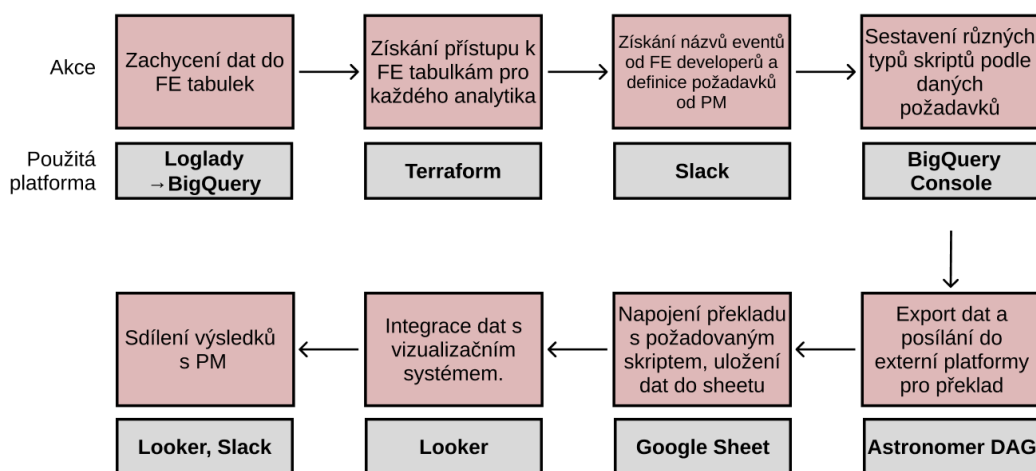 Akce
Zachycení dat do
FE tabulek
Získání přístupu k
FE tabulkám pro
každého analytika
Získání názvů eventů
od FE developerů a
definice požadavků
od PM
Sestavení různých
typů skriptů podle
daných
požadavků
Použitá
platforma
Loglady
→BigQuery
Terraform
Slack
BigQuery
Console
Sdílení výsledků
s PM
Integrace dat s
vizualizačním
systémem.
Napojení překladu
s požadovaným
skriptem, uložení
dat do sheetu
Export dat a
posílání do
externí platformy
pro překlad
Looker, Slack
Looker
Google Sheet
Astronomer DAG